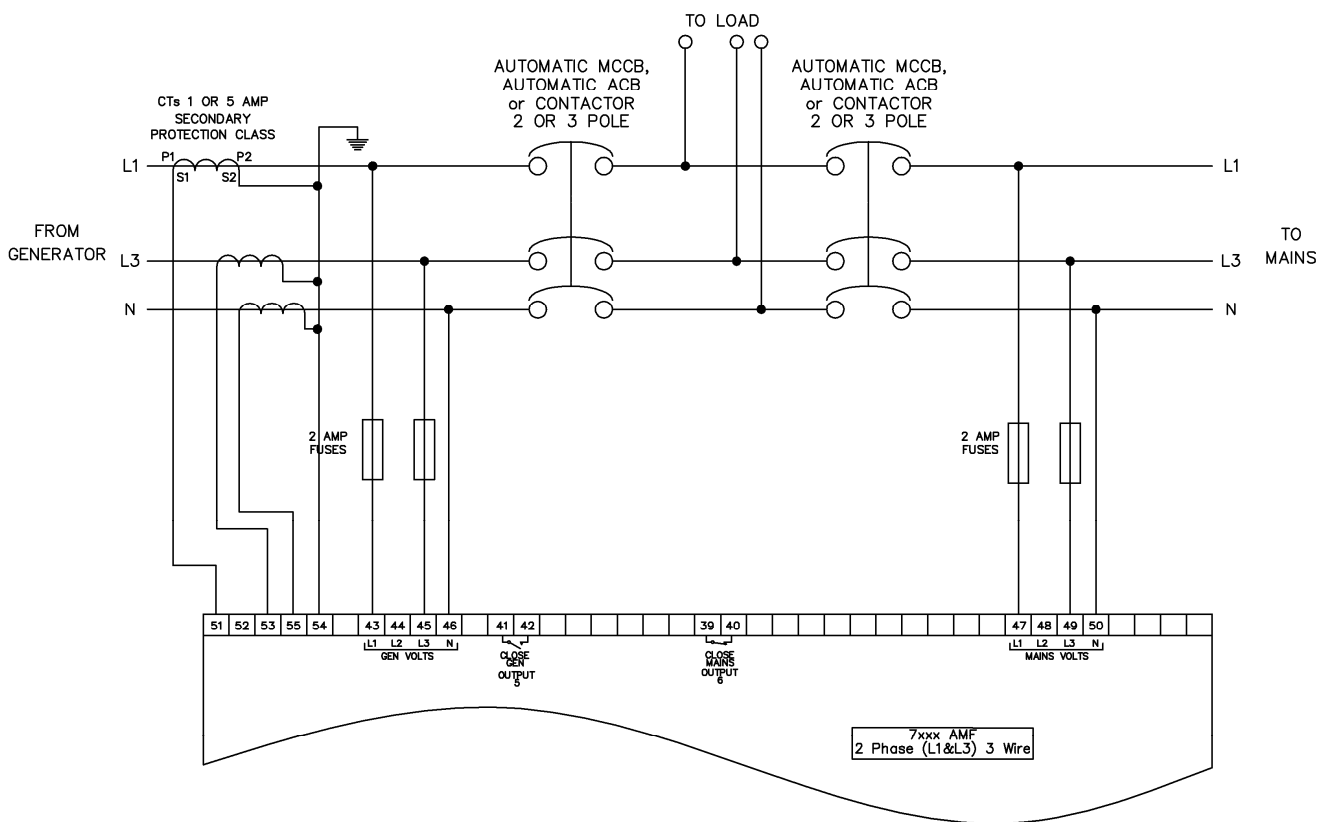 TO LOAD
AUTOMATIC MCCB,
AUTOMATIC ACB
or CONTACTOR
2 OR 3 POLE
AUTOMATIC MCCB,
AUTOMATIC ACB
or CONTACTOR
2 OR 3 POLE
CTs 1 OR 5 AMP
SECONDARY
PROTECTION CLASS
P1 P2
L1 L1
S1 S2
FROM
GENERATOR
L3 L3
TO
MAINS
N N
2 AMP
FUSES
2 AMP
FUSES
51 52 53 55 54 43 44 45 46 41 42 39 40 47 48 49 50
L1 L2 L3 N
GEN VOLTS
CLOSE
GEN
OUTPUT
5
CLOSE
MAINS
OUTPUT
6
L1 L2 L3 N
MAINS VOLTS
7xxx AMF
2 Phase (L1&L3) 3 Wire